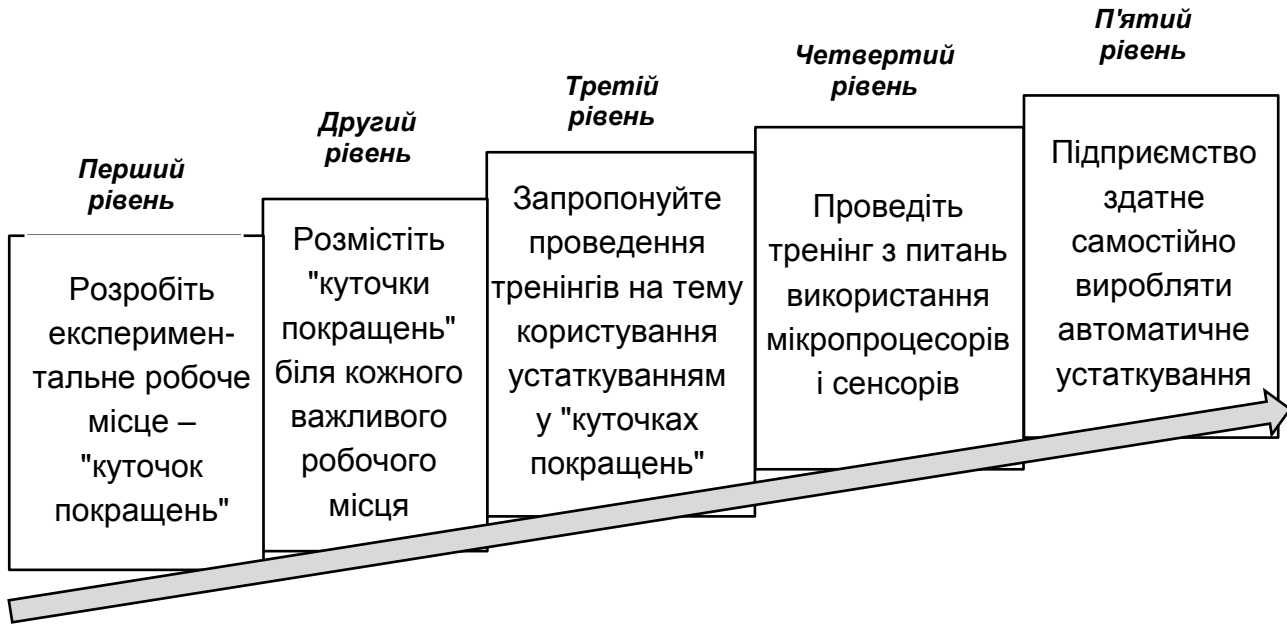 Перший
рівень
Розробіть
експеримен-
тальне робоче
місце –
"куточок
покращень"
Другий
рівень
Розмістіть
"куточки
покращень"
біля кожного
важливого
робочого
місця
Третій
рівень
Запропонуйте
проведення
тренінгів на тему
користування
устаткуванням
у "куточках
покращень"
Четвертий
рівень
Проведіть
тренінг з питань
використання
мікропроцесорів
і сенсорів
П'ятий
рівень
Підприємство
здатне
самостійно
виробляти
автоматичне
устаткування